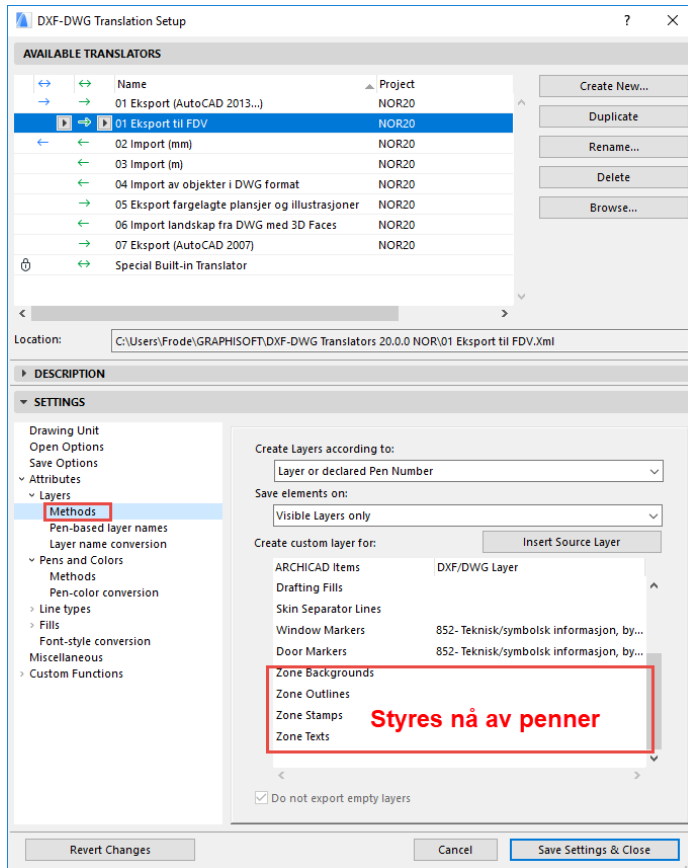 DXF-DWG Translation Setup
AVAILABLE TRANSLATORS
Name Project
01 Eksport (AutoCAD 2013...) NOR20
01 Eksport til FDV NOR20
02 Import (mm) NOR20
03 Import (m) NOR20
04 Import av objekter i DWG format NOR20
05 Eksport fargelagte plansjer og illustrasjoner NOR20
06 Import landskap fra DWG med 3D Faces NOR20
07 Eksport (AutoCAD 2007) NOR20
Special Built-in Translator
Create New...
Duplicate
Rename...
Delete
Browse...
Location: C:\Users\Frode\GRAPHISOFT\DXF-DWG Translators 20.0.0 NOR\01 Eksport til FDV.Xml
DESCRIPTION
SETTINGS
Drawing Unit
Open Options
Save Options
Attributes
Layers
Methods
Pen-based layer names
Layer name conversion
Pens and Colors
Methods
Pen-color conversion
Line types
Fills
Font-style conversion
Miscellaneous
Custom Functions
Create Layers according to:
Layer or declared Pen Number
Save elements on:
Visible Layers only
Create custom layer for: Insert Source Layer
ARCHICAD Items DXF/DWG Layer
Drafting Fills
Skin Separator Lines
Window Markers 852- Teknisk/symbolsk informasjon, by...
Door Markers 852- Teknisk/symbolsk informasjon, by...
Zone Backgrounds
Zone Outlines
Zone Stamps
Zone Texts
Styres nå av penner
Do not export empty layers
Revert Changes Cancel Save Settings & Close